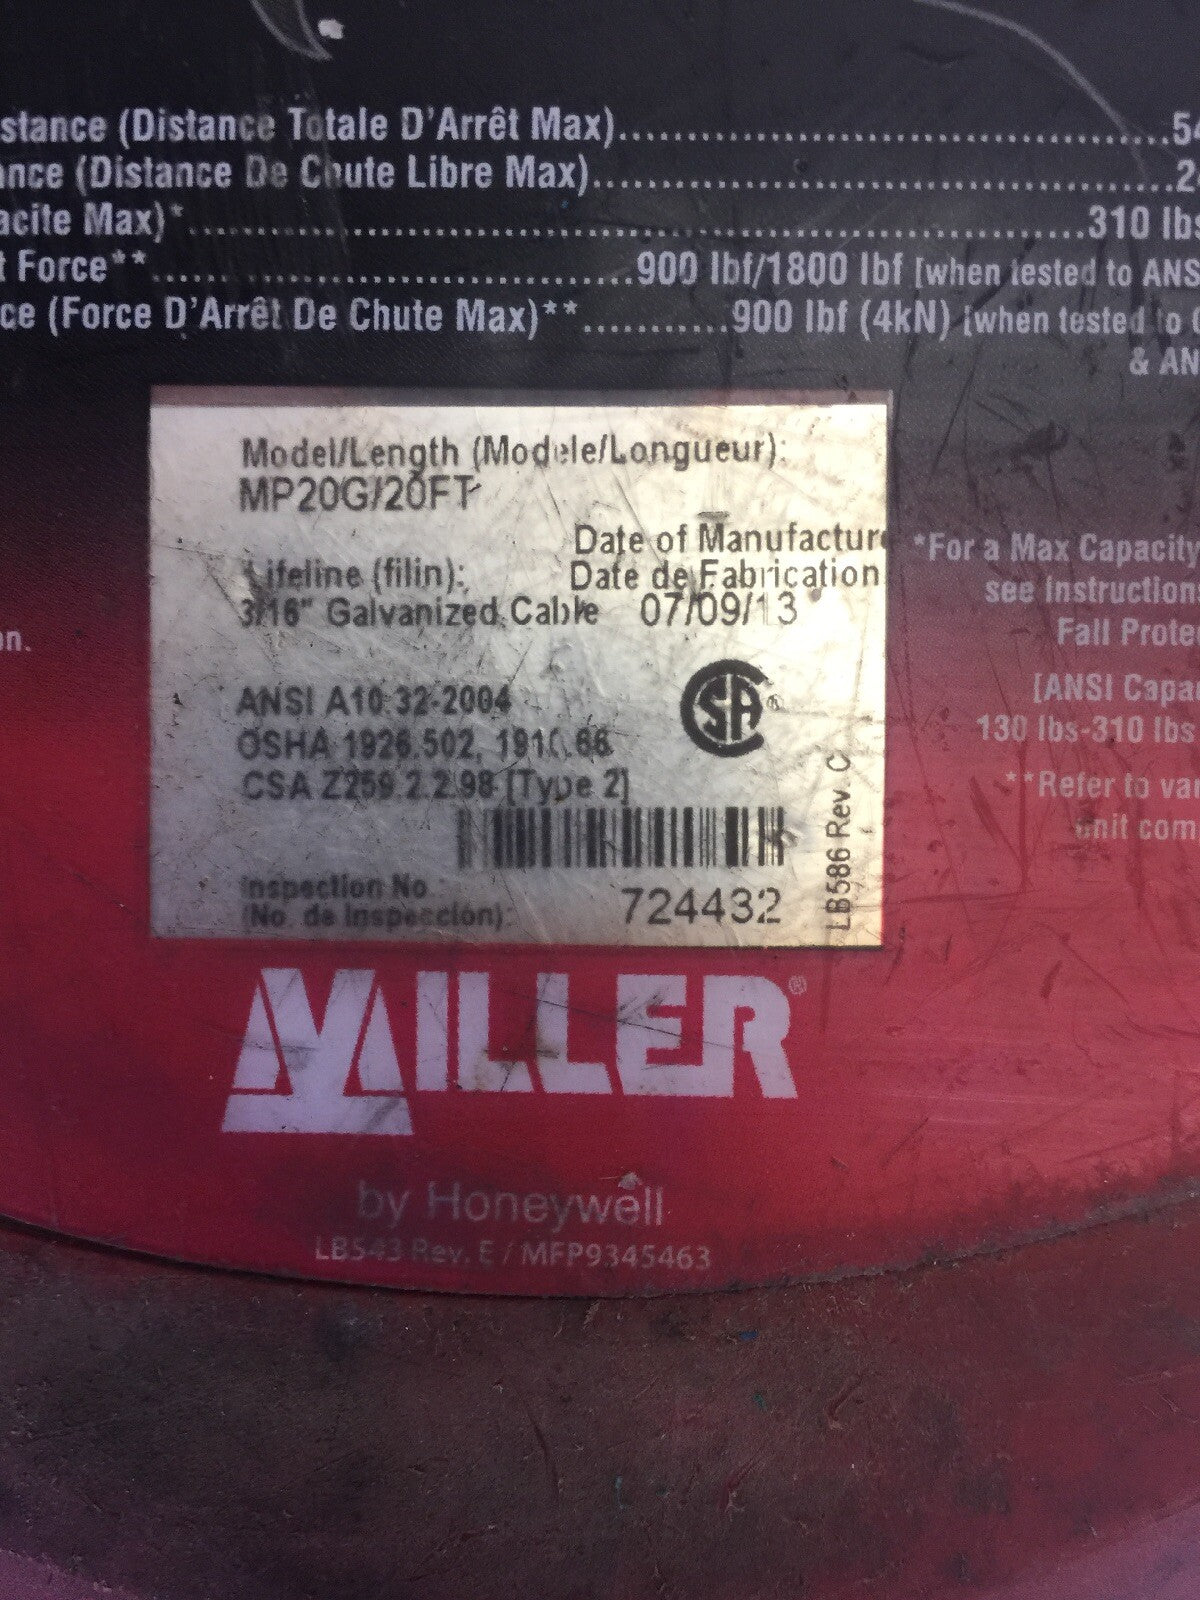 stance (Distance Totale D'Arrêt Max)
ance (Distance De Chute Libre Max)
acite Max)* 310 lbs
t Force** 900 lbf/1800 lbf [when tested to ANS
ce (Force D'Arrêt De Chute Max)** 900 lbf (4kN) [when tested to
& AN
Model/Length (Modele/Longueur):
MP20G/20FT
Date of Manufacture
Lifeline (filin): Date de Fabrication
3/16" Galvanized Cable 07/09/13
ANSI A10.32-2004
OSHA 1926.502, 1910.66
CSA Z259.2.2.98 [Type 2]
CSA®
LB586 Rev. C
Inspection No.:
(No. de Inspección): 724432
*For a Max Capacity
see Instruction
Fall Prote
[ANSI Capa
130 lbs-310 lbs
**Refer to var
unit com
on.
MILLER®
by Honeywell
LB543 Rev. E / MFP9345463